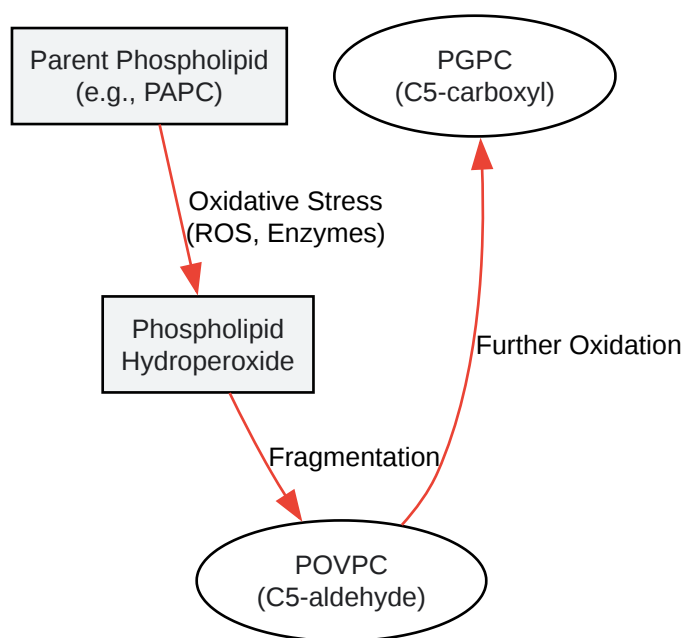 Parent Phospholipid
(e.g., PAPC)
PGPC
(C5-carboxyl)
Oxidative Stress
(ROS, Enzymes)
Phospholipid
Hydroperoxide
Further Oxidation
Fragmentation
POVPC
(C5-aldehyde)